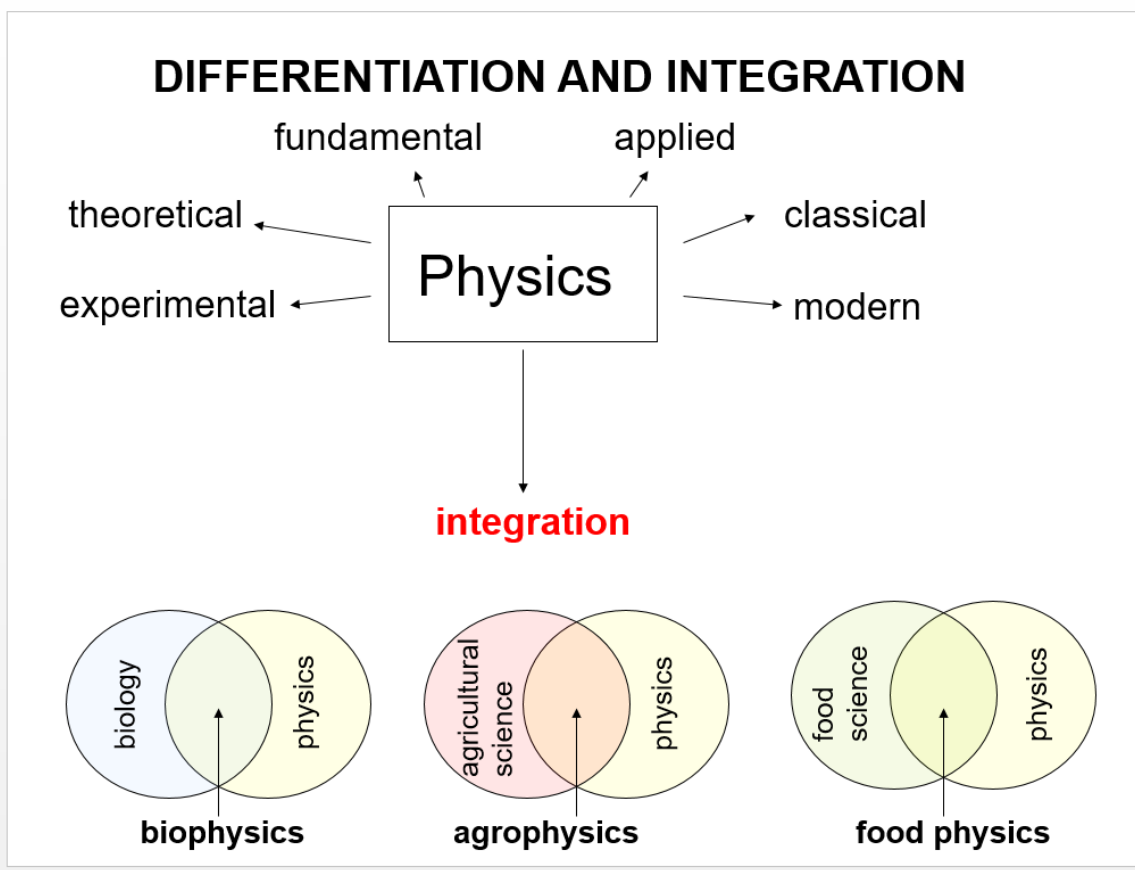 DIFFERENTIATION AND INTEGRATION
fundamental
applied
theoretical
classical
Physics
experimental
modern
integration
biology
physics
agricultural
science
physics
food
science
physics
biophysics
agrophysics
food physics